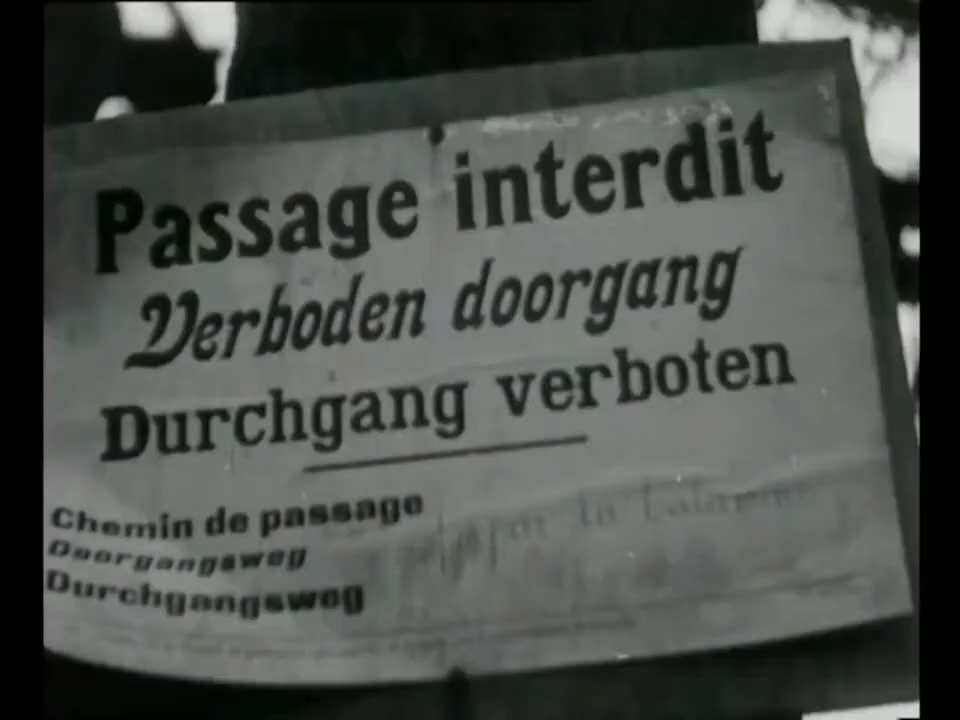 Passage interdit
Verboden doorgang
Durchgang verboten
Chemin de passage
Doorgangsweg
Durchgangsweg